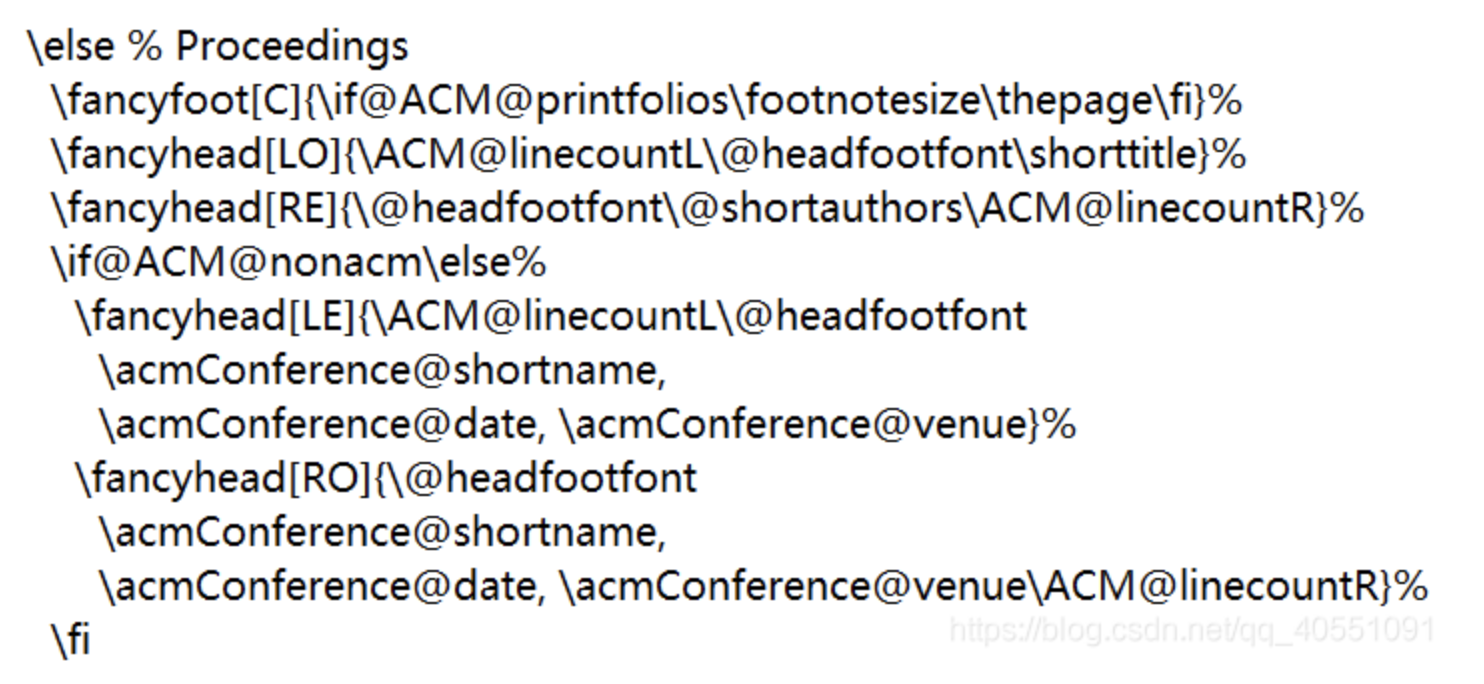 \else % Proceedings
\fancyfoot[C]{\if@ACM@printfolios\footnotesize\thepage\fi}%
\fancyhead[LO]{\ACM@linecountL\@headfootfont\shorttitle}%
\fancyhead[RE]{\@headfootfont\@shortauthors\ACM@linecountR}%
\if@ACM@nonacm\else%
\fancyhead[LE]{\ACM@linecountL\@headfootfont
\acmConference@shortname,
\acmConference@date, \acmConference@venue}%
\fancyhead[RO]{\@headfootfont
\acmConference@shortname,
\acmConference@date, \acmConference@venue\ACM@linecountR}%
\fi
https://blog.csdn.net/qq_40551091